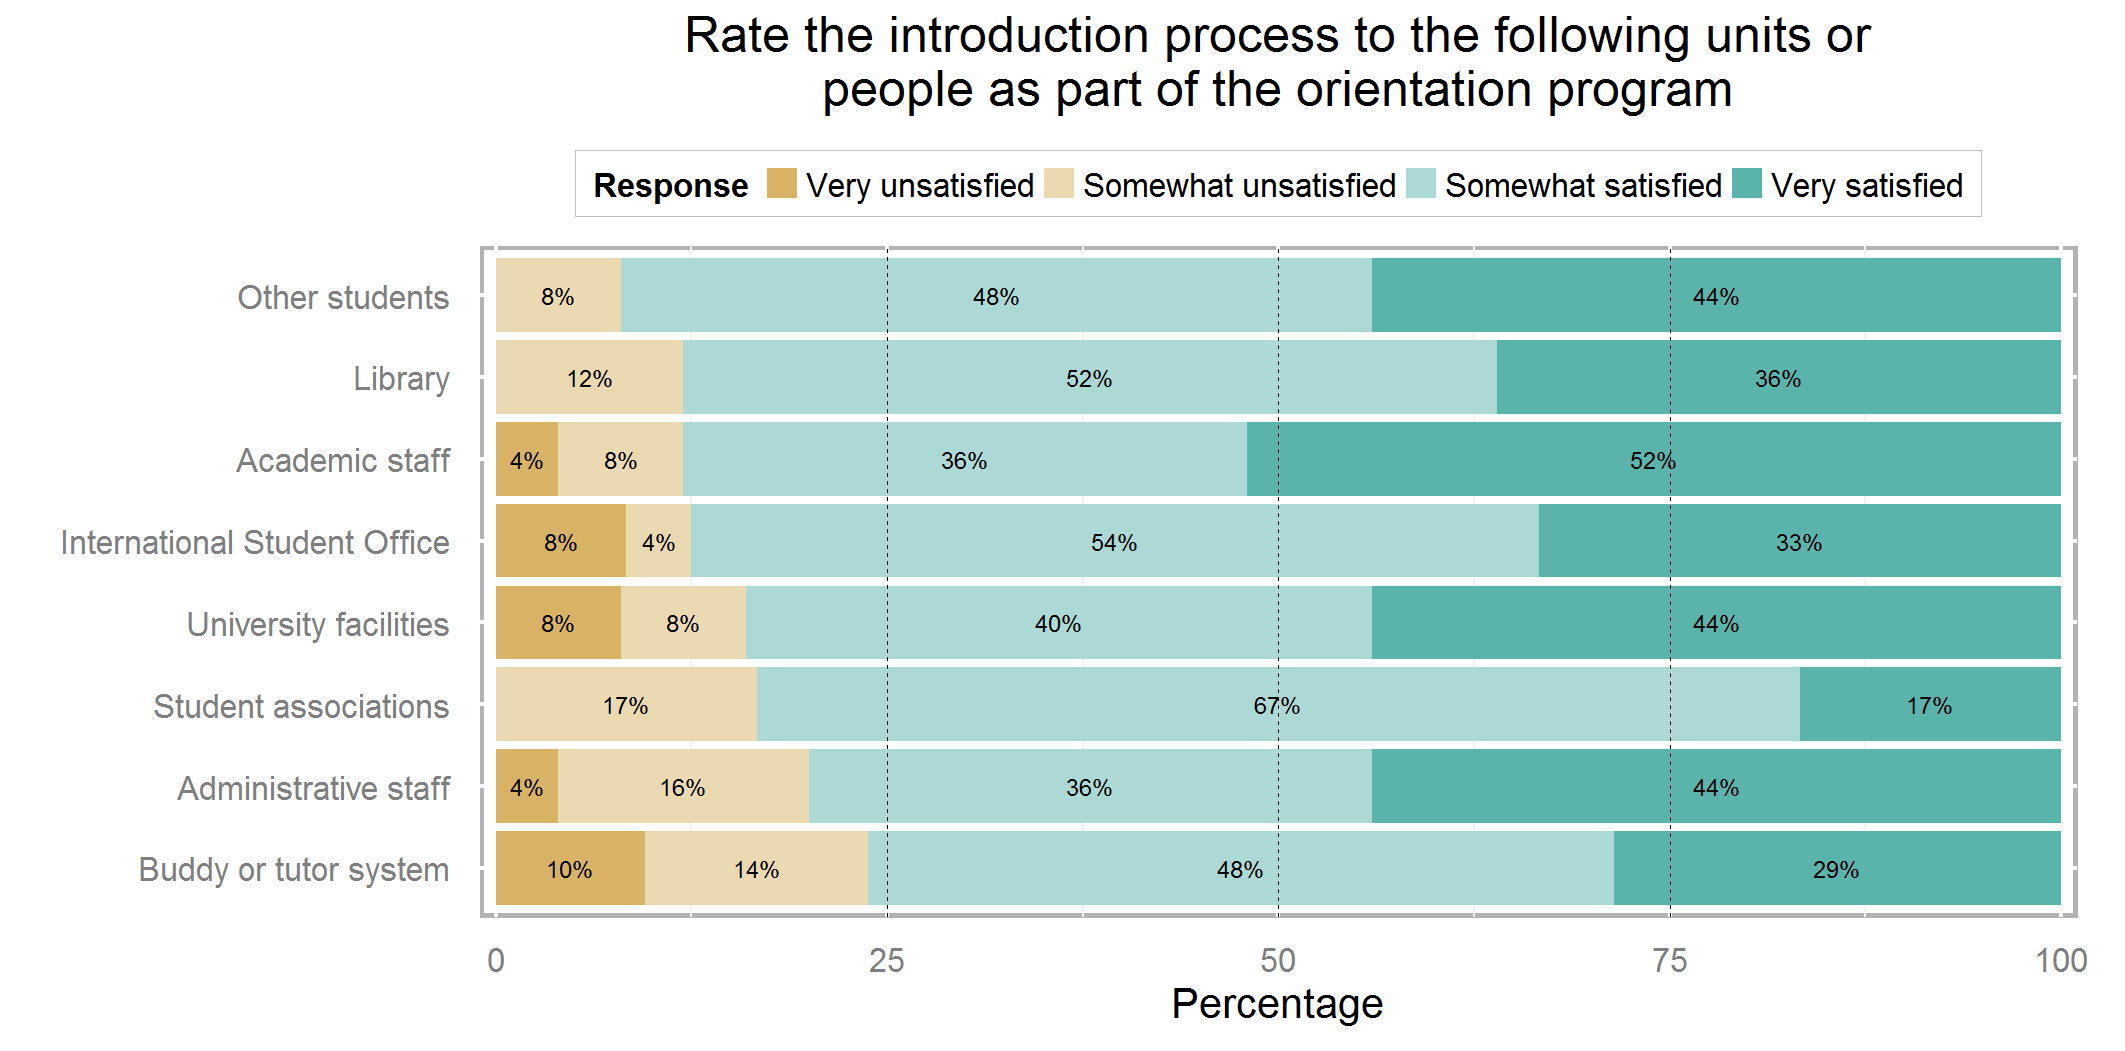 Rate the introduction process to the following units or
people as part of the orientation program
Response Very unsatisfied Somewhat unsatisfied Somewhat satisfied Very satisfied
Other students 8% 48% 44%
Library 12% 52% 36%
Academic staff 4% 8% 36% 52%
International Student Office 8% 4% 54% 33%
University facilities 8% 8% 40% 44%
Student associations 17% 67% 17%
Administrative staff 4% 16% 36% 44%
Buddy or tutor system 10% 14% 48% 29%
0 25 50 75 100
Percentage